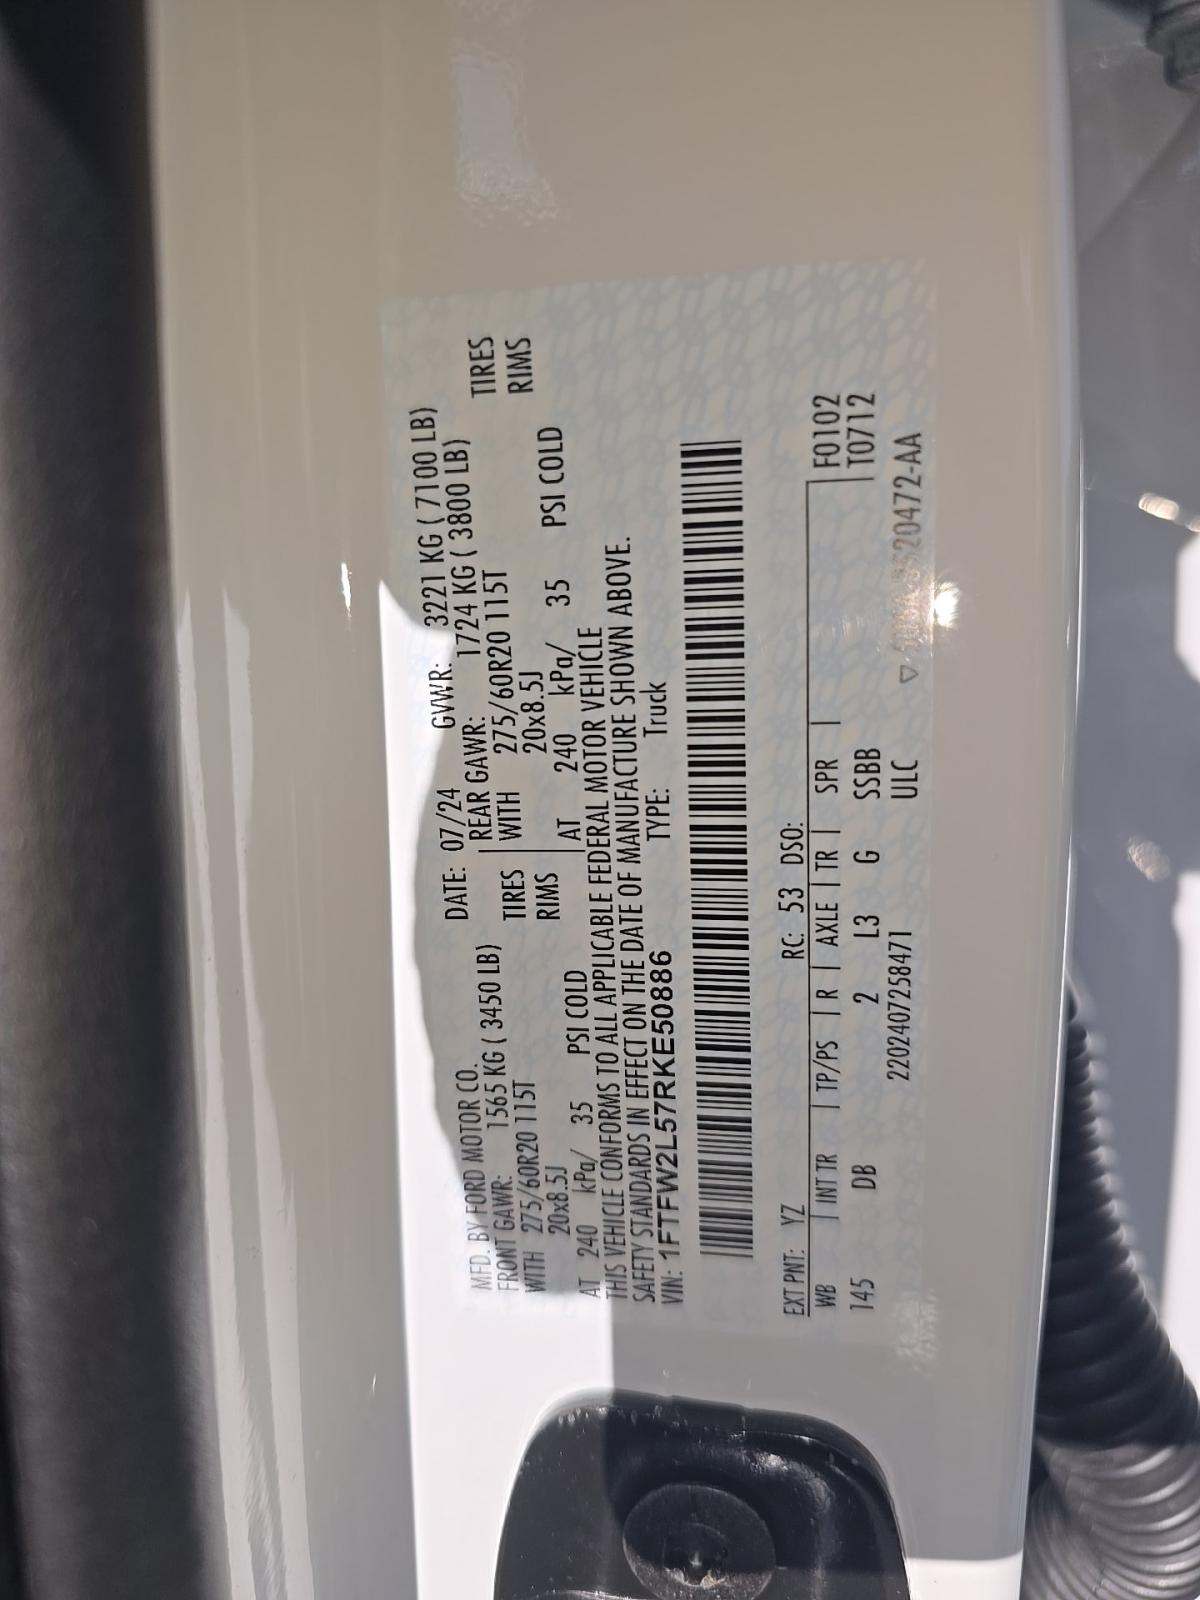 MFD. BY FORD MOTOR CO. DATE: 07/24 GVWR: 3221 KG ( 7100 LB)
FRONT GAWR: 1565 KG ( 3450 LB) REAR GAWR: 1724 KG ( 3800 LB)
WITH 275/60R20 115T TIRES WITH 275/60R20 115T TIRES
20x8.5J RIMS 20x8.5J RIMS
AT 240 kPa/ 35 PSI COLD AT 240 kPa/ 35 PSI COLD
THIS VEHICLE CONFORMS TO ALL APPLICABLE FEDERAL MOTOR VEHICLE
SAFETY STANDARDS IN EFFECT ON THE DATE OF MANUFACTURE SHOWN ABOVE.
VIN: 1FTFW2L57RKE50886 TYPE: Truck
EXT PNT: YZ RC: 53 DSO:
WB | INT TR | TP/PS | R | AXLE | TR | SPR | F0102
145 DB 2 L3 G SSBB T0712
2202407258471 ULC